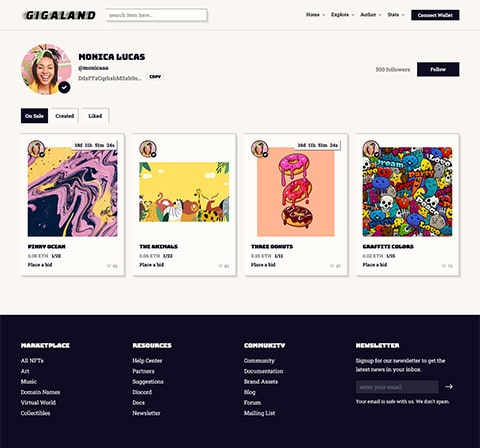 GIGALAND
search item here...
Home Explore Author Stats Connect Wallet
MONICA LUCAS
@monicaaa
COPY
500 followers
Follow
On Sale Created Liked
18d 11h 51m 24s
PINKY OCEAN
0.08 ETH 1/20
Place a bid
THE ANIMALS
0.06 ETH 1/22
Place a bid
18d 11h 51m 24s
THREE DONUTS
0.05 ETH 1/11
Place a bid
Dream
Love
Party
GRAFFITI COLORS
0.02 ETH 1/15
Place a bid
MARKETPLACE
All NFTs
Art
Music
Domain Names
Virtual World
Collectibles
RESOURCES
Help Center
Partners
Suggestions
Discord
Docs
Newsletter
COMMUNITY
Community
Documentation
Brand Assets
Blog
Forum
Mailing List
NEWSLETTER
Signup for our newsletter to get the
latest news in your inbox.
enter your email
Your email is safe with us. We don't spam.